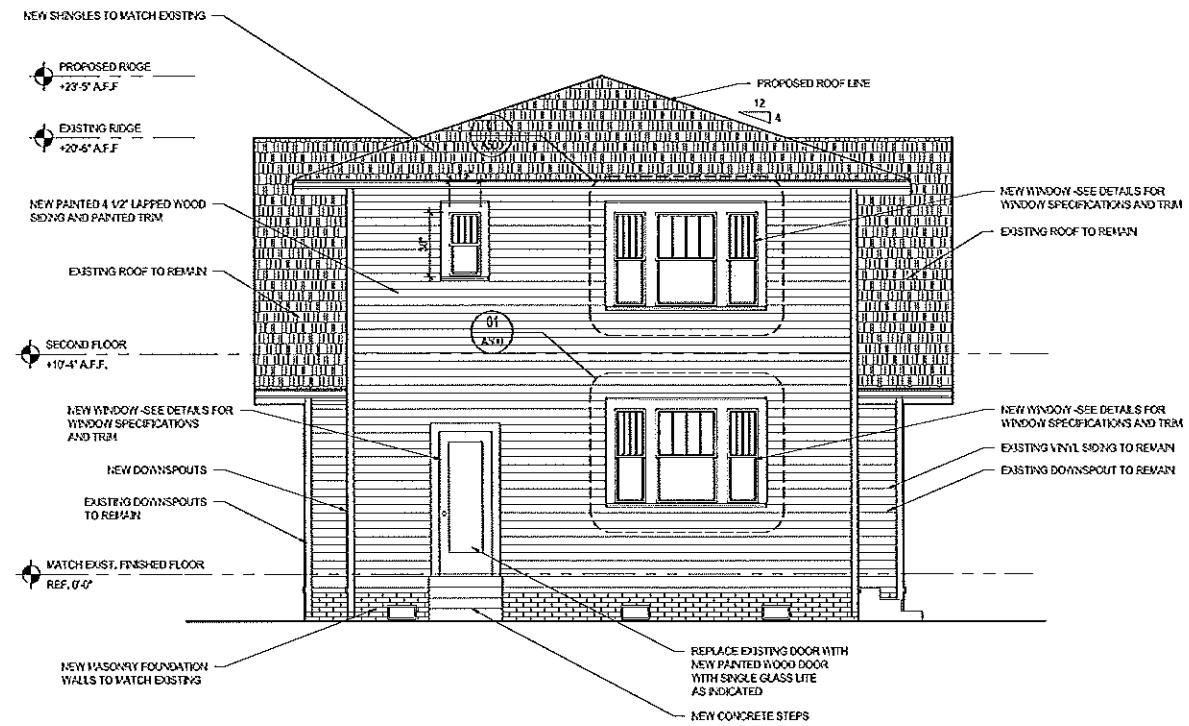 NEW SHINGLES TO MATCH EXISTING
PROPOSED RIDGE
+23'-5" A.F.F
PROPOSED ROOF LINE
12
4
EXISTING RIDGE
+20'-6" A.F.F
01
NEW PAINTED 4 1/2" LAPPED WOOD
SIDING AND PAINTED TRIM
30"
NEW WINDOW -SEE DETAILS FOR
WINDOW SPECIFICATIONS AND TRIM
EXISTING ROOF TO REMAIN
EXISTING ROOF TO REMAIN
01
SECOND FLOOR
+10'-4" A.F.F.
NEW WINDOW -SEE DETAILS FOR
WINDOW SPECIFICATIONS
AND TRIM
NEW WINDOW -SEE DETAILS FOR
WINDOW SPECIFICATIONS AND TRIM
EXISTING VINYL SIDING TO REMAIN
NEW DOWNSPOUTS
EXISTING DOWNSPOUT TO REMAIN
EXISTING DOWNSPOUTS
TO REMAIN
MATCH EXIST. FINISHED FLOOR
REF. 0'-0"
NEW MASONRY FOUNDATION
WALLS TO MATCH EXISTING
REPLACE EXISTING DOOR WITH
NEW PAINTED WOOD DOOR
WITH SINGLE GLASS LITE
AS INDICATED
NEW CONCRETE STEPS